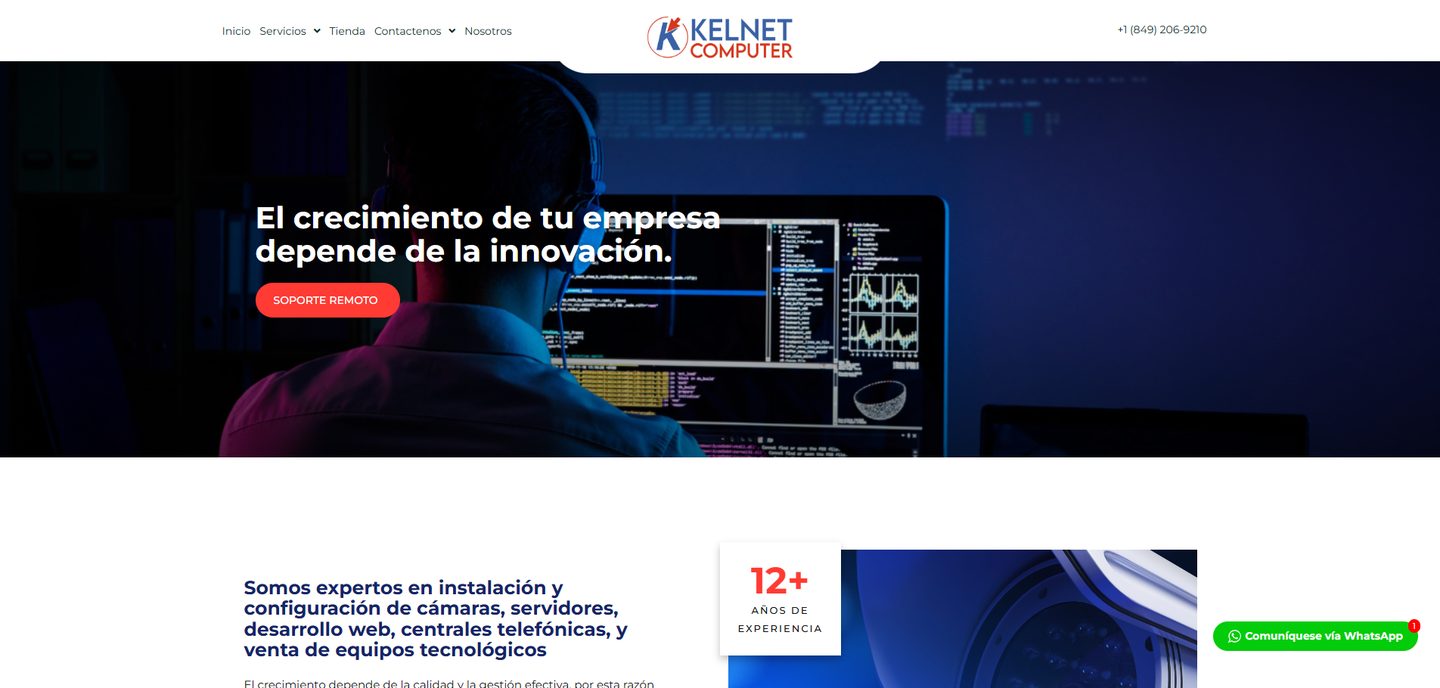 Inicio Servicios Tienda Contactenos Nosotros
KELNET
COMPUTER
+1 (849) 206-9210
El crecimiento de tu empresa
depende de la innovación.
SOPORTE REMOTO
Somos expertos en instalación y
configuración de cámaras, servidores,
desarrollo web, centrales telefónicas, y
venta de equipos tecnológicos
El crecimiento depende de la calidad y la gestión efectiva, por esta razón
12+
AÑOS DE
EXPERIENCIA
Comuníquese vía WhatsApp
1